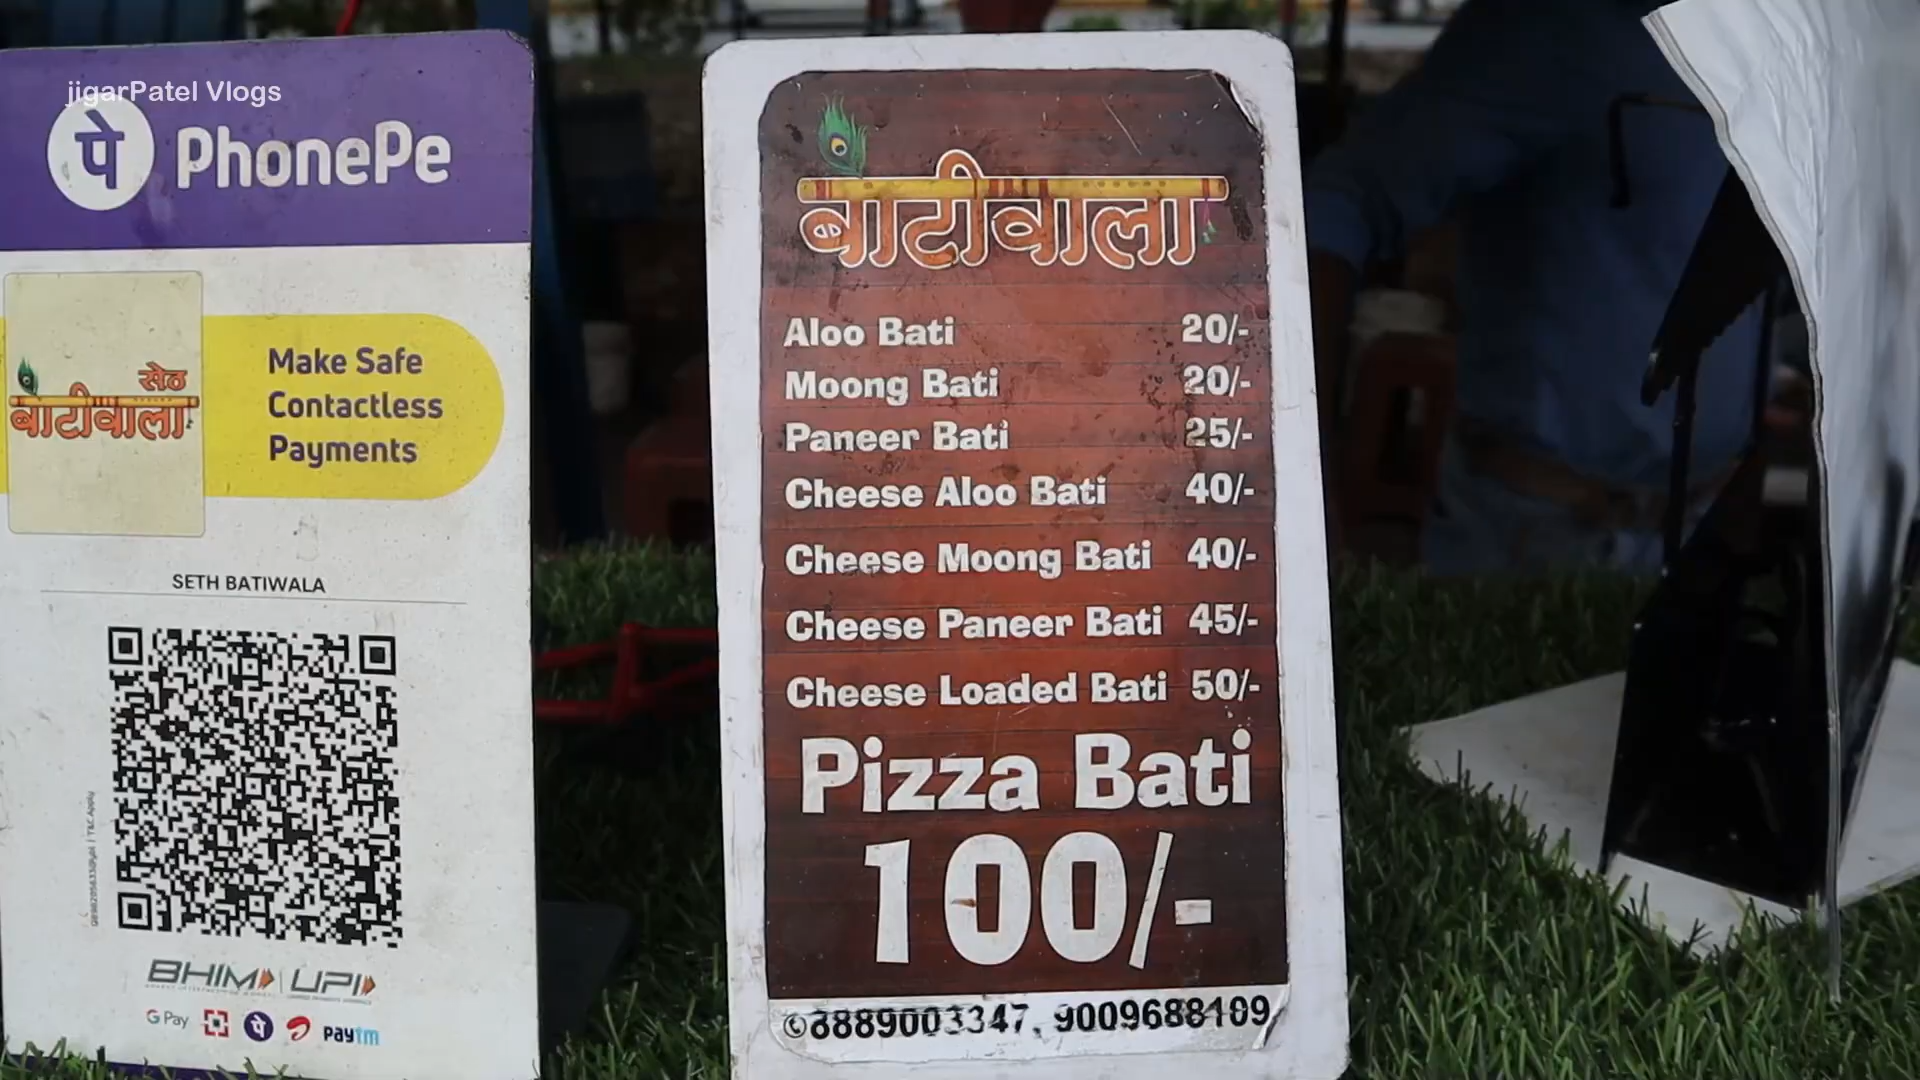 jigarPatel Vlogs
पे PhonePe
सेठ
बाटीवाला
Make Safe
Contactless
Payments
SETH BATIWALA
BHIM | UPI
G Pay paytm
बाटीवाला
Aloo Bati 20/-
Moong Bati 20/-
Paneer Bati 25/-
Cheese Aloo Bati 40/-
Cheese Moong Bati 40/-
Cheese Paneer Bati 45/-
Cheese Loaded Bati 50/-
Pizza Bati
100/-
8889003347, 9009688109